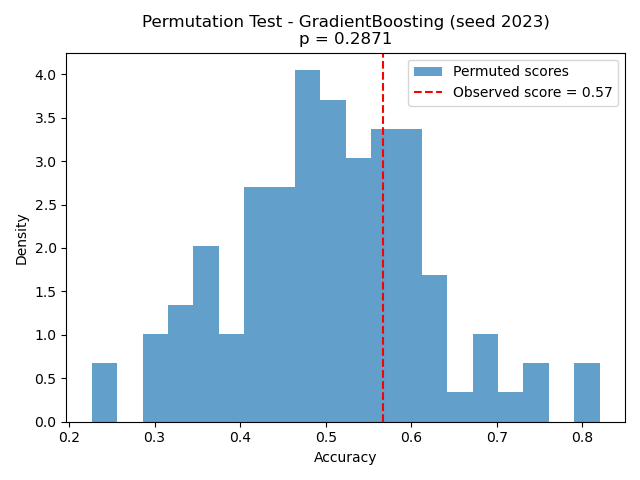 Permutation Test - GradientBoosting (seed 2023)
p = 0.2871
Permuted scores
Observed score = 0.57
Density
4.0
3.5
3.0
2.5
2.0
1.5
1.0
0.5
0.0
0.2 0.3 0.4 0.5 0.6 0.7 0.8
Accuracy